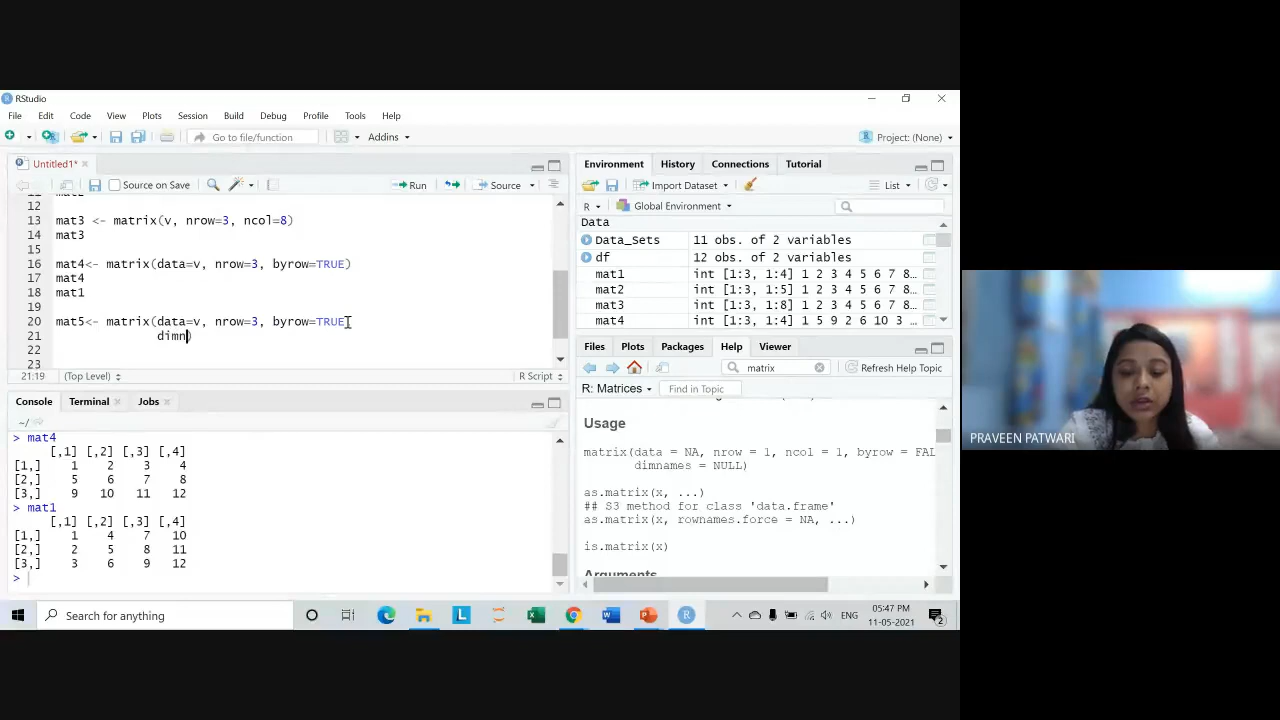 RStudio
File Edit Code View Plots Session Build Debug Profile Tools Help
Go to file/function Addins Project: (None)
Untitled1*
Source on Save Run Source
12
13 mat3 <- matrix(v, nrow=3, ncol=8)
14 mat3
15
16 mat4<- matrix(data=v, nrow=3, byrow=TRUE)
17 mat4
18 mat1
19
20 mat5<- matrix(data=v, nrow=3, byrow=TRUE
21 dimn)
22
23
21:19 (Top Level) R Script
Console Terminal Jobs
~/
> mat4
[,1] [,2] [,3] [,4]
[1,] 1 2 3 4
[2,] 5 6 7 8
[3,] 9 10 11 12
> mat1
[,1] [,2] [,3] [,4]
[1,] 1 4 7 10
[2,] 2 5 8 11
[3,] 3 6 9 12
>
Environment History Connections Tutorial
Import Dataset List
R Global Environment
Data
Data_Sets 11 obs. of 2 variables
df 12 obs. of 2 variables
mat1 int [1:3, 1:4] 1 2 3 4 5 6 7 8…
mat2 int [1:3, 1:5] 1 2 3 4 5 6 7 8…
mat3 int [1:3, 1:8] 1 2 3 4 5 6 7 8…
mat4 int [1:3, 1:4] 1 5 9 2 6 10 3 …
Files Plots Packages Help Viewer
matrix Refresh Help Topic
R: Matrices Find in Topic
Usage
matrix(data = NA, nrow = 1, ncol = 1, byrow = FAL
dimnames = NULL)
as.matrix(x, ...)
## S3 method for class 'data.frame'
as.matrix(x, rownames.force = NA, ...)
is.matrix(x)
Arguments
PRAVEEN PATWARI
Search for anything
ENG
05:47 PM
11-05-2021
2